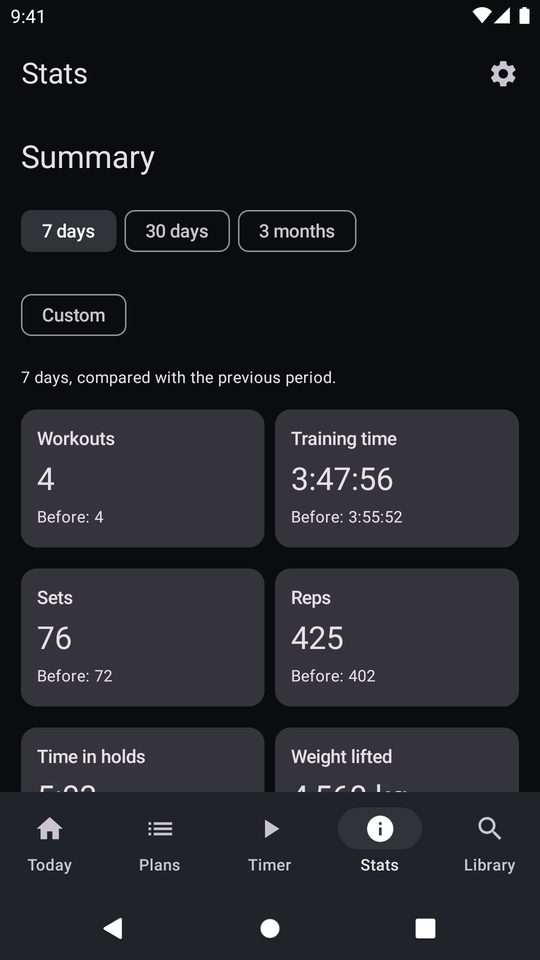 9:41
Stats
Summary
7 days
30 days
3 months
Custom
7 days, compared with the previous period.
Workouts
4
Before: 4
Training time
3:47:56
Before: 3:55:52
Sets
76
Before: 72
Reps
425
Before: 402
Time in holds
Weight lifted
Today
Plans
Timer
Stats
Library